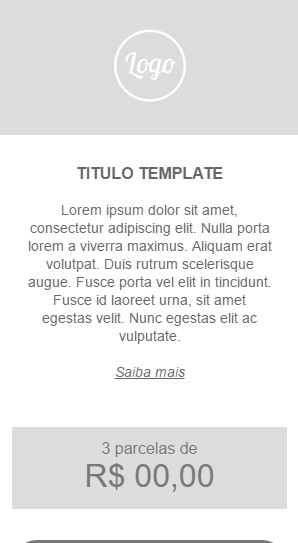 Logo
TITULO TEMPLATE
Lorem ipsum dolor sit amet,
consectetur adipiscing elit. Nulla porta
lorem a viverra maximus. Aliquam erat
volutpat. Duis rutrum scelerisque
augue. Fusce porta vel elit in tincidunt.
Fusce id laoreet urna, sit amet
egestas velit. Nunc egestas elit ac
vulputate.
Saiba mais
3 parcelas de
R$ 00,00